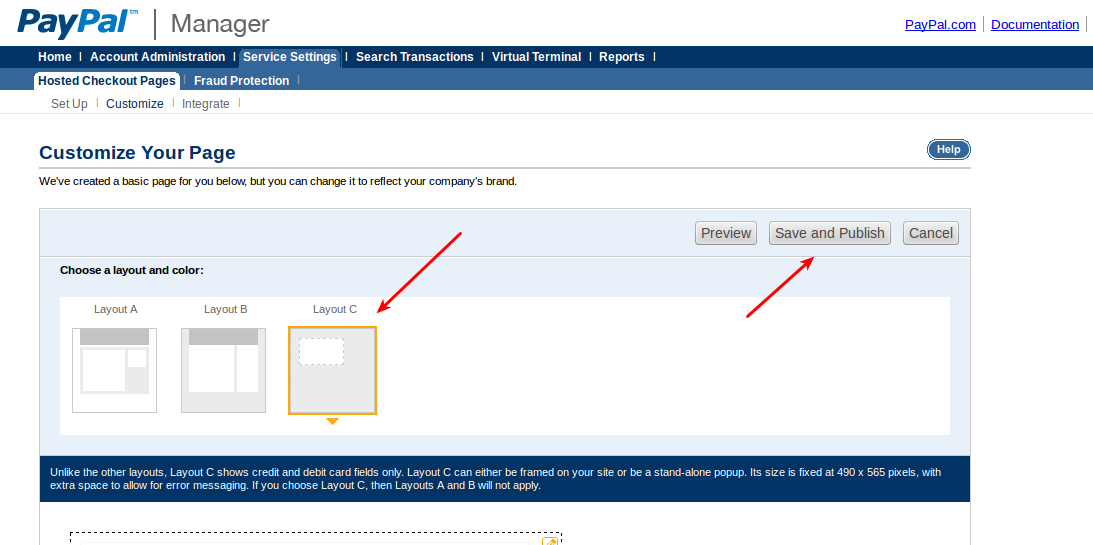 PayPal™ Manager
PayPal.com Documentation
Home Account Administration Service Settings Search Transactions Virtual Terminal Reports
Hosted Checkout Pages Fraud Protection
Set Up Customize Integrate
Customize Your Page
Help
We've created a basic page for you below, but you can change it to reflect your company's brand.
Preview Save and Publish Cancel
Choose a layout and color:
Layout A Layout B Layout C
Unlike the other layouts, Layout C shows credit and debit card fields only. Layout C can either be framed on your site or be a stand-alone popup. Its size is fixed at 490 x 565 pixels, with
extra space to allow for error messaging. If you choose Layout C, then Layouts A and B will not apply.